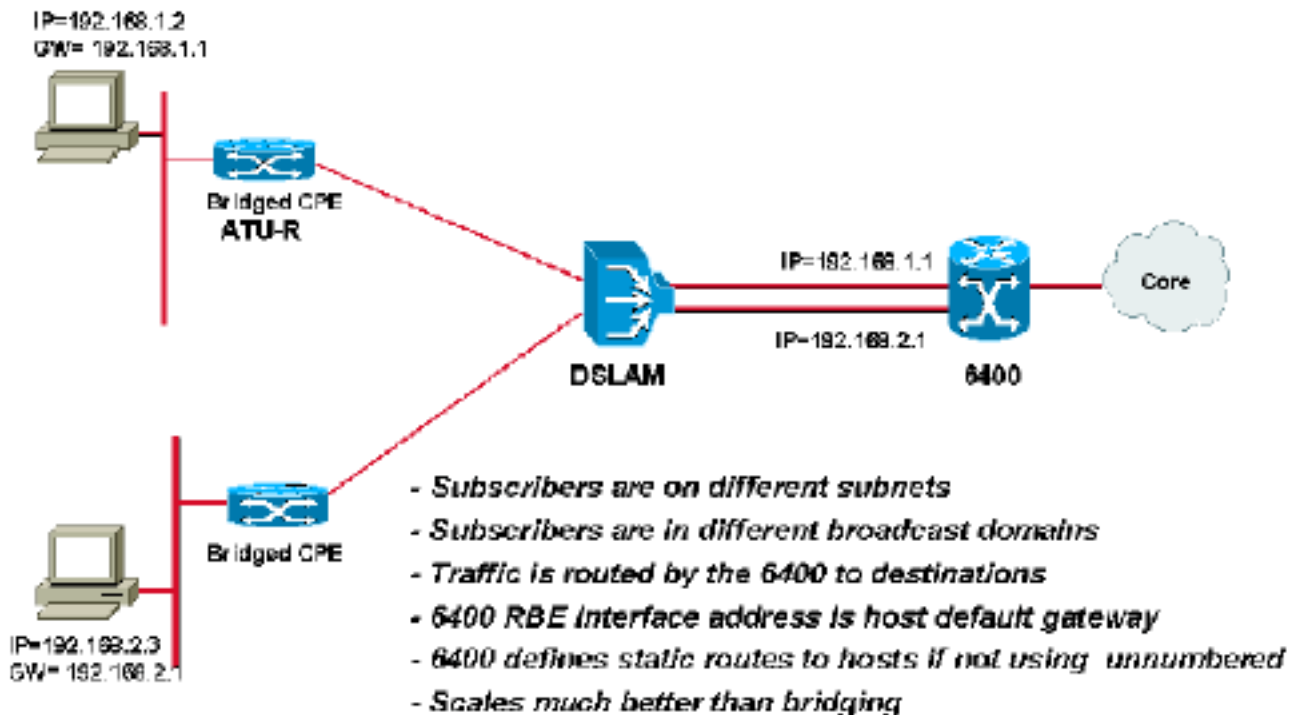 IP=192.168.1.2
GW= 192.168.1.1
Bridged CPE
ATU-R
IP=192.168.1.1
Core
IP=192.168.2.1
DSLAM
6400
Bridged CPE
IP=192.168.2.3
GW= 192.168.2.1
- Subscribers are on different subnets
- Subscribers are in different broadcast domains
- Traffic is routed by the 6400 to destinations
- 6400 RBE Interface address is host default gateway
- 6400 defines static routes to hosts if not using unnumbered
- Scales much better than bridging